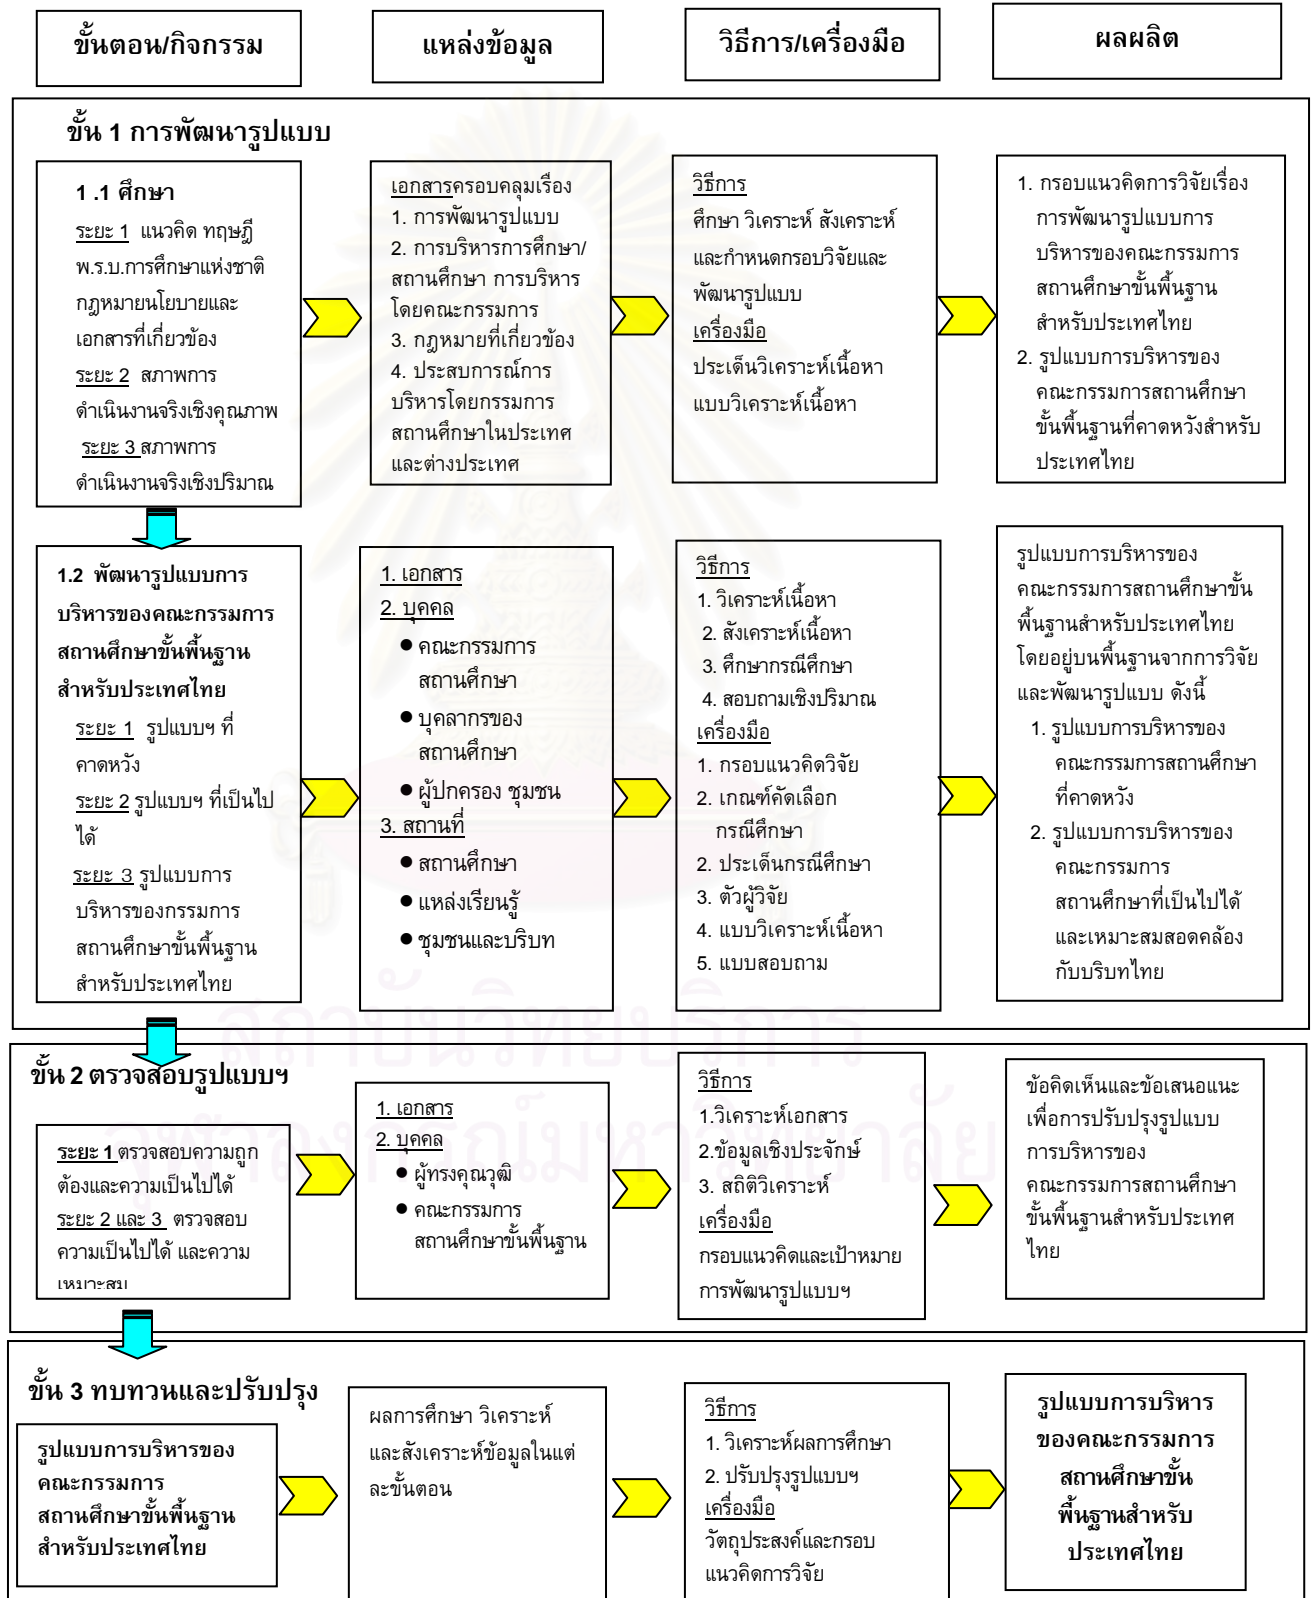 ขั้นตอน/กิจกรรม
แหล่งข้อมูล
วิธีการ/เครื่องมือ
ผลผลิต
ขั้น 1 การพัฒนารูปแบบ
1 .1 ศึกษา
ระยะ 1 แนวคิด ทฤษฎี
พ.ร.บ.การศึกษาแห่งชาติ
กฎหมายนโยบายและ
เอกสารที่เกี่ยวข้อง
ระยะ 2 สภาพการ
ดำเนินงานจริงเชิงคุณภาพ
ระยะ 3 สภาพการ
ดำเนินงานจริงเชิงปริมาณ
เอกสารครอบคลุมเรื่อง
1. การพัฒนารูปแบบ
2. การบริหารการศึกษา/
สถานศึกษา การบริหาร
โดยคณะกรรมการ
3. กฎหมายที่เกี่ยวข้อง
4. ประสบการณ์การ
บริหารโดยกรรมการ
สถานศึกษาในประเทศ
และต่างประเทศ
วิธีการ
ศึกษา วิเคราะห์ สังเคราะห์
และกำหนดกรอบวิจัยและ
พัฒนารูปแบบ
เครื่องมือ
ประเด็นวิเคราะห์เนื้อหา
แบบวิเคราะห์เนื้อหา
1. กรอบแนวคิดการวิจัยเรื่อง
การพัฒนารูปแบบการ
บริหารของคณะกรรมการ
สถานศึกษาขั้นพื้นฐาน
สำหรับประเทศไทย
2. รูปแบบการบริหารของ
คณะกรรมการสถานศึกษา
ขั้นพื้นฐานที่คาดหวังสำหรับ
ประเทศไทย
1.2 พัฒนารูปแบบการ
บริหารของคณะกรรมการ
สถานศึกษาขั้นพื้นฐาน
สำหรับประเทศไทย
ระยะ 1 รูปแบบฯ ที่
คาดหวัง
ระยะ 2 รูปแบบฯ ที่เป็นไป
ได้
ระยะ 3 รูปแบบการ
บริหารของกรรมการ
สถานศึกษาขั้นพื้นฐาน
สำหรับประเทศไทย
1. เอกสาร
2. บุคคล
● คณะกรรมการ
สถานศึกษา
● บุคลากรของ
สถานศึกษา
● ผู้ปกครอง ชุมชน
3. สถานที่
● สถานศึกษา
● แหล่งเรียนรู้
● ชุมชนและบริบท
วิธีการ
1. วิเคราะห์เนื้อหา
2. สังเคราะห์เนื้อหา
3. ศึกษากรณีศึกษา
4. สอบถามเชิงปริมาณ
เครื่องมือ
1. กรอบแนวคิดวิจัย
2. เกณฑ์คัดเลือก
กรณีศึกษา
2. ประเด็นกรณีศึกษา
3. ตัวผู้วิจัย
4. แบบวิเคราะห์เนื้อหา
5. แบบสอบถาม
รูปแบบการบริหารของ
คณะกรรมการสถานศึกษาขั้น
พื้นฐานสำหรับประเทศไทย
โดยอยู่บนพื้นฐานจากการวิจัย
และพัฒนารูปแบบ ดังนี้
1. รูปแบบการบริหารของ
คณะกรรมการสถานศึกษา
ที่คาดหวัง
2. รูปแบบการบริหารของ
คณะกรรมการ
สถานศึกษาที่เป็นไปได้
และเหมาะสมสอดคล้อง
กับบริบทไทย
สถาบันวิทยบริการ
จุฬาลงกรณ์มหาวิทยาลัย
ขั้น 2 ตรวจสอบรูปแบบฯ
ระยะ 1 ตรวจสอบความถูก
ต้องและความเป็นไปได้
ระยะ 2 และ 3 ตรวจสอบ
ความเป็นไปได้ และความ
เหมาะสม
1. เอกสาร
2. บุคคล
● ผู้ทรงคุณวุฒิ
● คณะกรรมการ
สถานศึกษาขั้นพื้นฐาน
วิธีการ
1.วิเคราะห์เอกสาร
2.ข้อมูลเชิงประจักษ์
3. สถิติวิเคราะห์
เครื่องมือ
กรอบแนวคิดและเป้าหมาย
การพัฒนารูปแบบฯ
ข้อคิดเห็นและข้อเสนอแนะ
เพื่อการปรับปรุงรูปแบบ
การบริหารของ
คณะกรรมการสถานศึกษา
ขั้นพื้นฐานสำหรับประเทศ
ไทย
ขั้น 3 ทบทวนและปรับปรุง
รูปแบบการบริหารของ
คณะกรรมการ
สถานศึกษาขั้นพื้นฐาน
สำหรับประเทศไทย
ผลการศึกษา วิเคราะห์
และสังเคราะห์ข้อมูลในแต่
ละขั้นตอน
วิธีการ
1. วิเคราะห์ผลการศึกษา
2. ปรับปรุงรูปแบบฯ
เครื่องมือ
วัตถุประสงค์และกรอบ
แนวคิดการวิจัย
รูปแบบการบริหาร
ของคณะกรรมการ
สถานศึกษาขั้น
พื้นฐานสำหรับ
ประเทศไทย